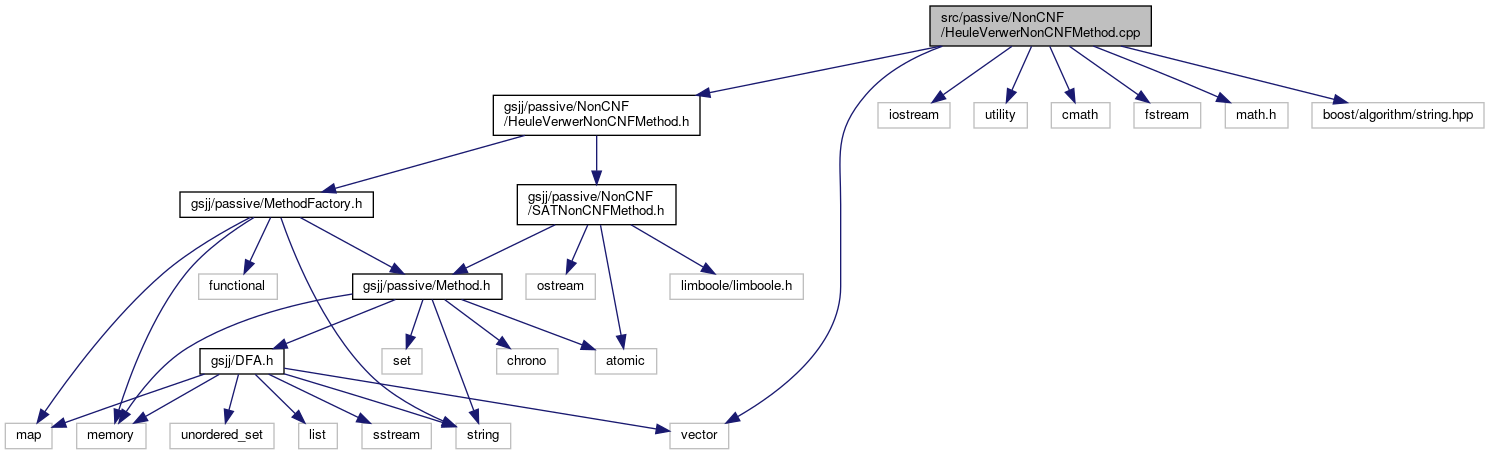 src/passive/NonCNF
/HeuleVerwerNonCNFMethod.cpp
gsjj/passive/NonCNF
/HeuleVerwerNonCNFMethod.h
iostream
utility
cmath
fstream
math.h
boost/algorithm/string.hpp
gsjj/passive/MethodFactory.h
gsjj/passive/NonCNF
/SATNonCNFMethod.h
functional
gsjj/passive/Method.h
ostream
limboole/limboole.h
gsjj/DFA.h
set
chrono
atomic
map
memory
unordered_set
list
sstream
string
vector